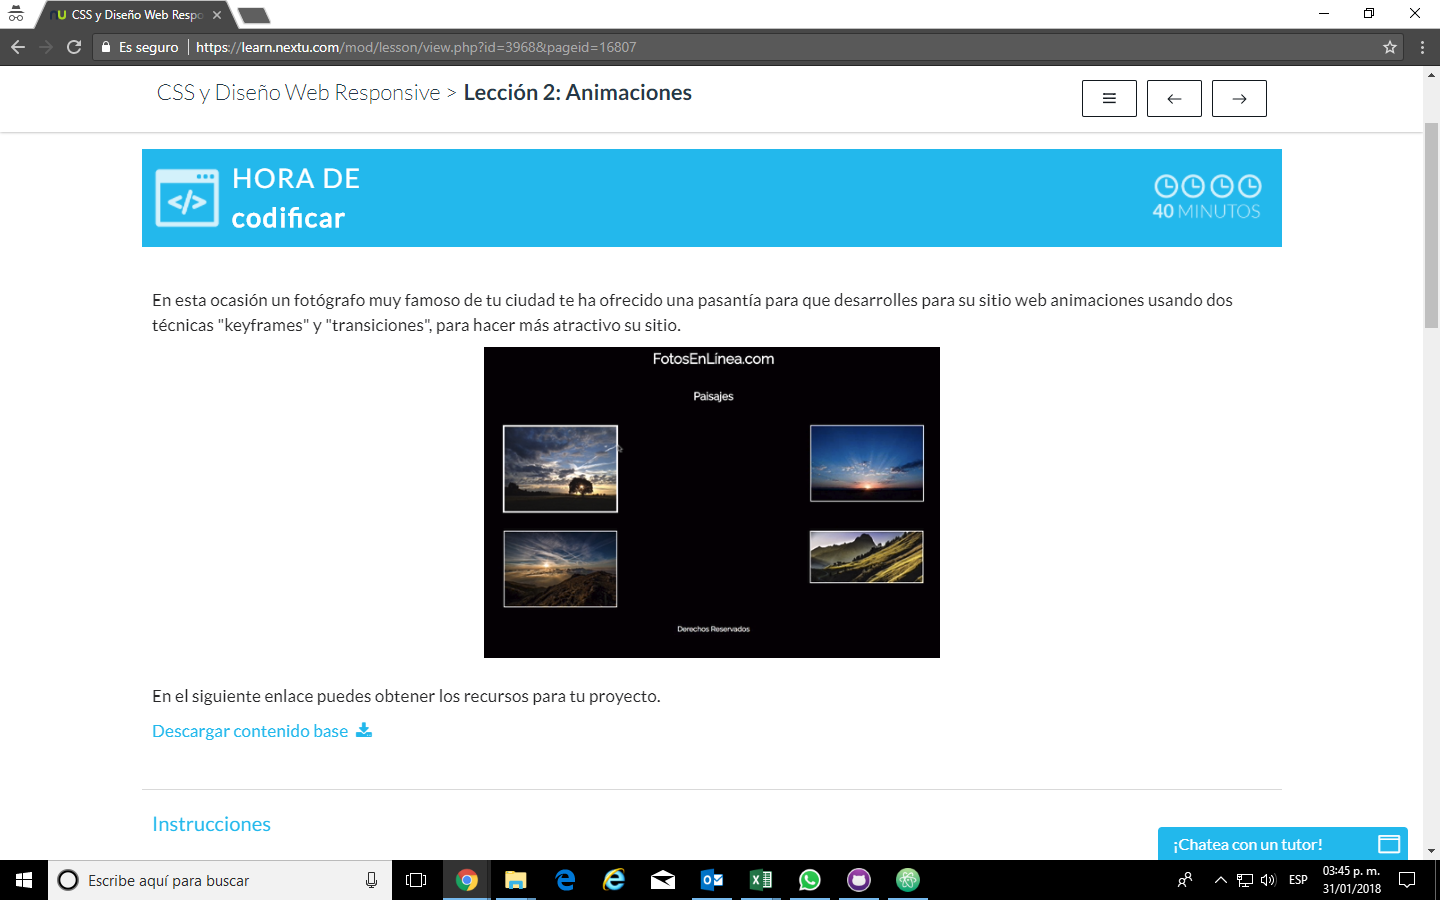 CSS y Diseño Web Respo
Es seguro
https://learn.nextu.com/mod/lesson/view.php?id=3968&pageid=16807
CSS y Diseño Web Responsive > Lección 2: Animaciones
HORA DE
codificar
40 MINUTOS
En esta ocasión un fotógrafo muy famoso de tu ciudad te ha ofrecido una pasantía para que desarrolles para su sitio web animaciones usando dos
técnicas "keyframes" y "transiciones", para hacer más atractivo su sitio.
FotosEnLínea.com
Paisajes
Derechos Reservados
En el siguiente enlace puedes obtener los recursos para tu proyecto.
Descargar contenido base
Instrucciones
¡Chatea con un tutor!
Escribe aquí para buscar
ESP
03:45 p. m.
31/01/2018